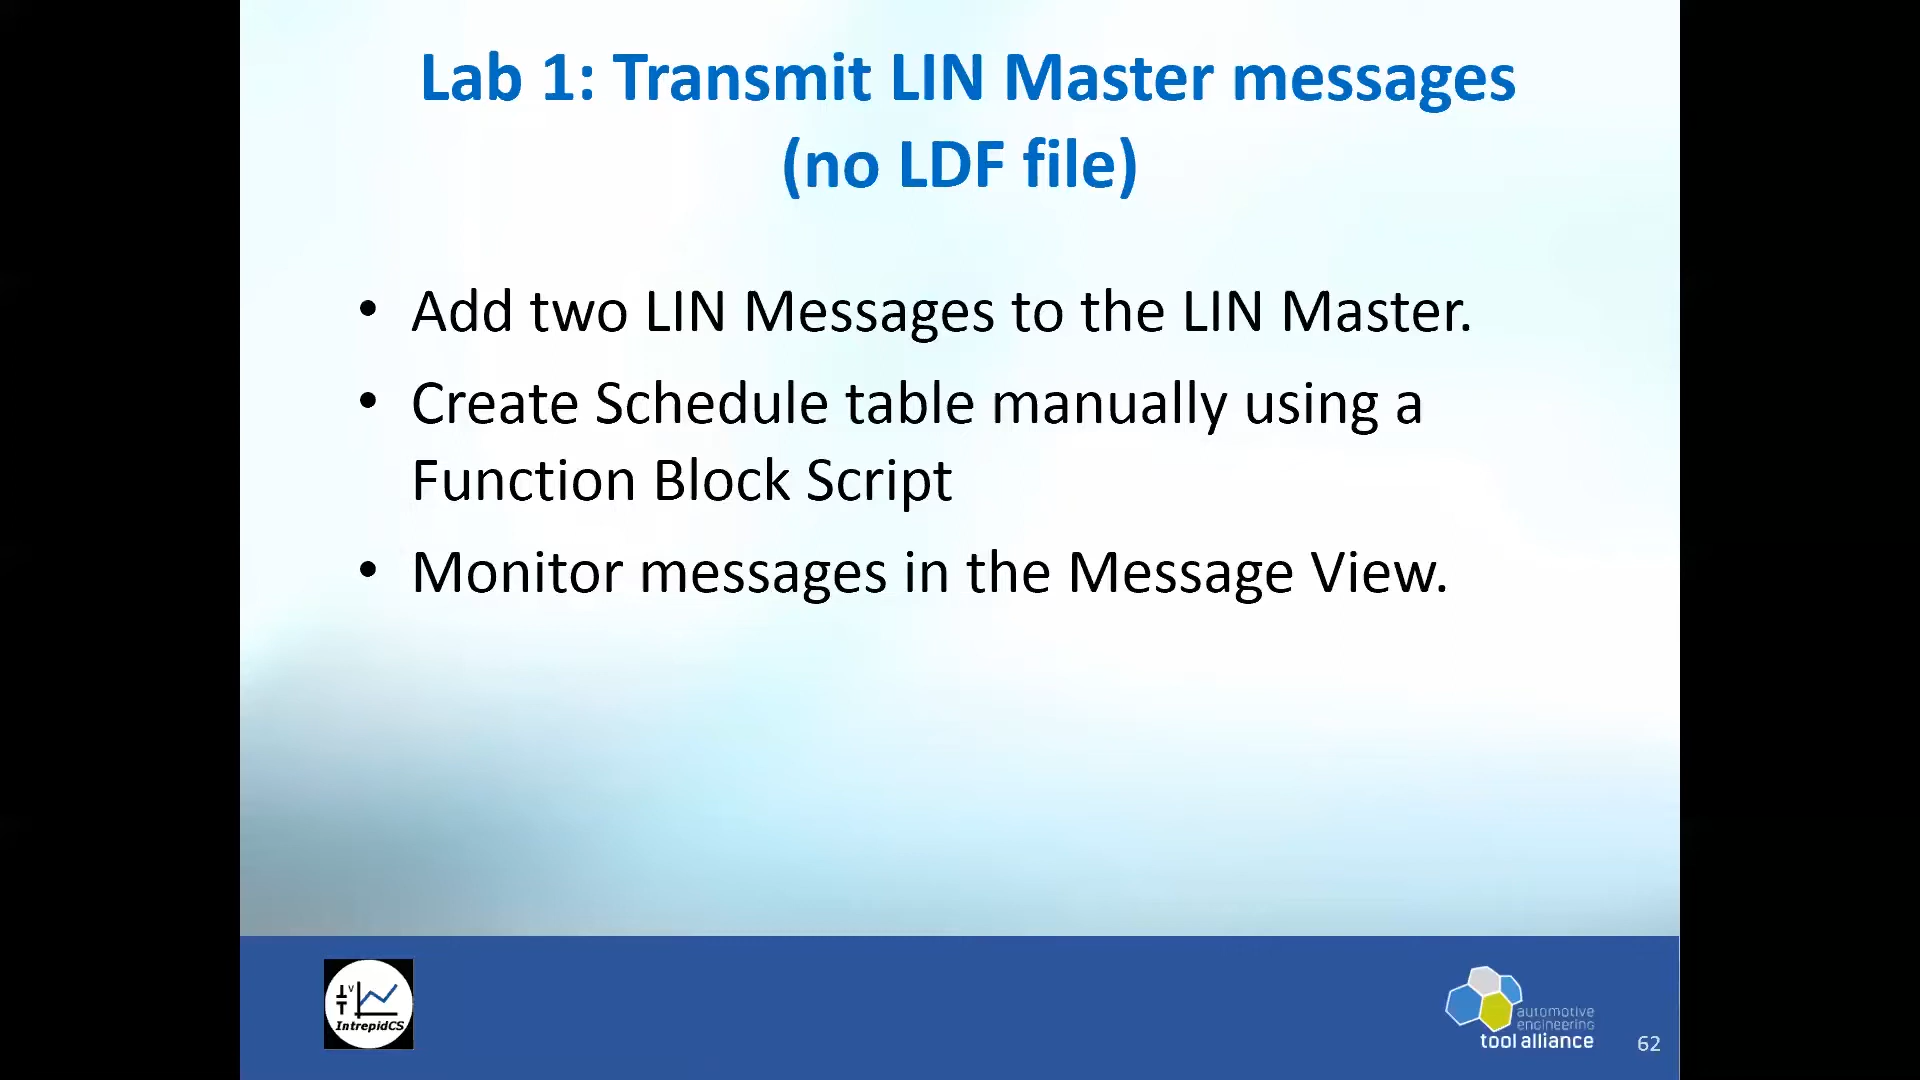 Lab 1: Transmit LIN Master messages
(no LDF file)
• Add two LIN Messages to the LIN Master.
• Create Schedule table manually using a
Function Block Script
• Monitor messages in the Message View.
IntrepidCS
automotive
engineering
tool alliance
62